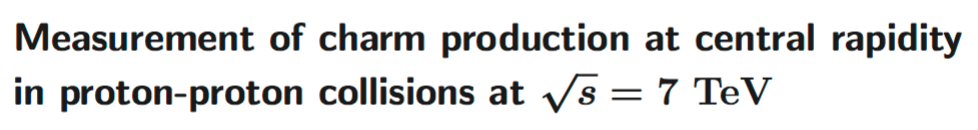 Measurement of charm production at central rapidity
in proton-proton collisions at √s = 7 TeV